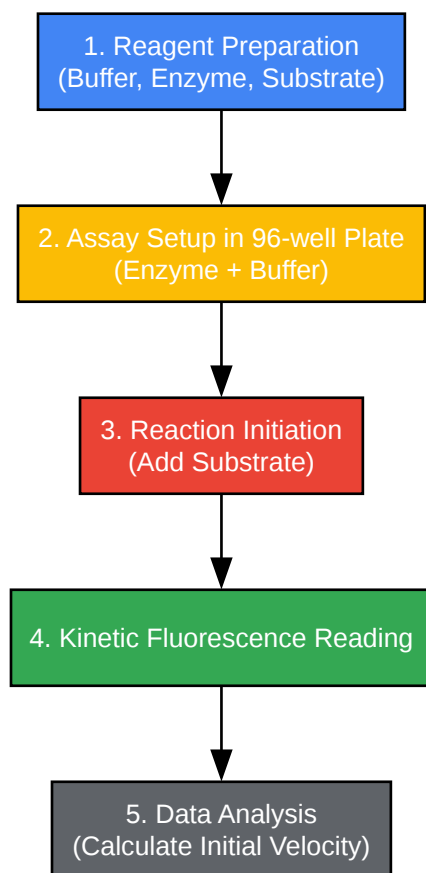 1. Reagent Preparation
(Buffer, Enzyme, Substrate)
2. Assay Setup in 96-well Plate
(Enzyme + Buffer)
3. Reaction Initiation
(Add Substrate)
4. Kinetic Fluorescence Reading
5. Data Analysis
(Calculate Initial Velocity)